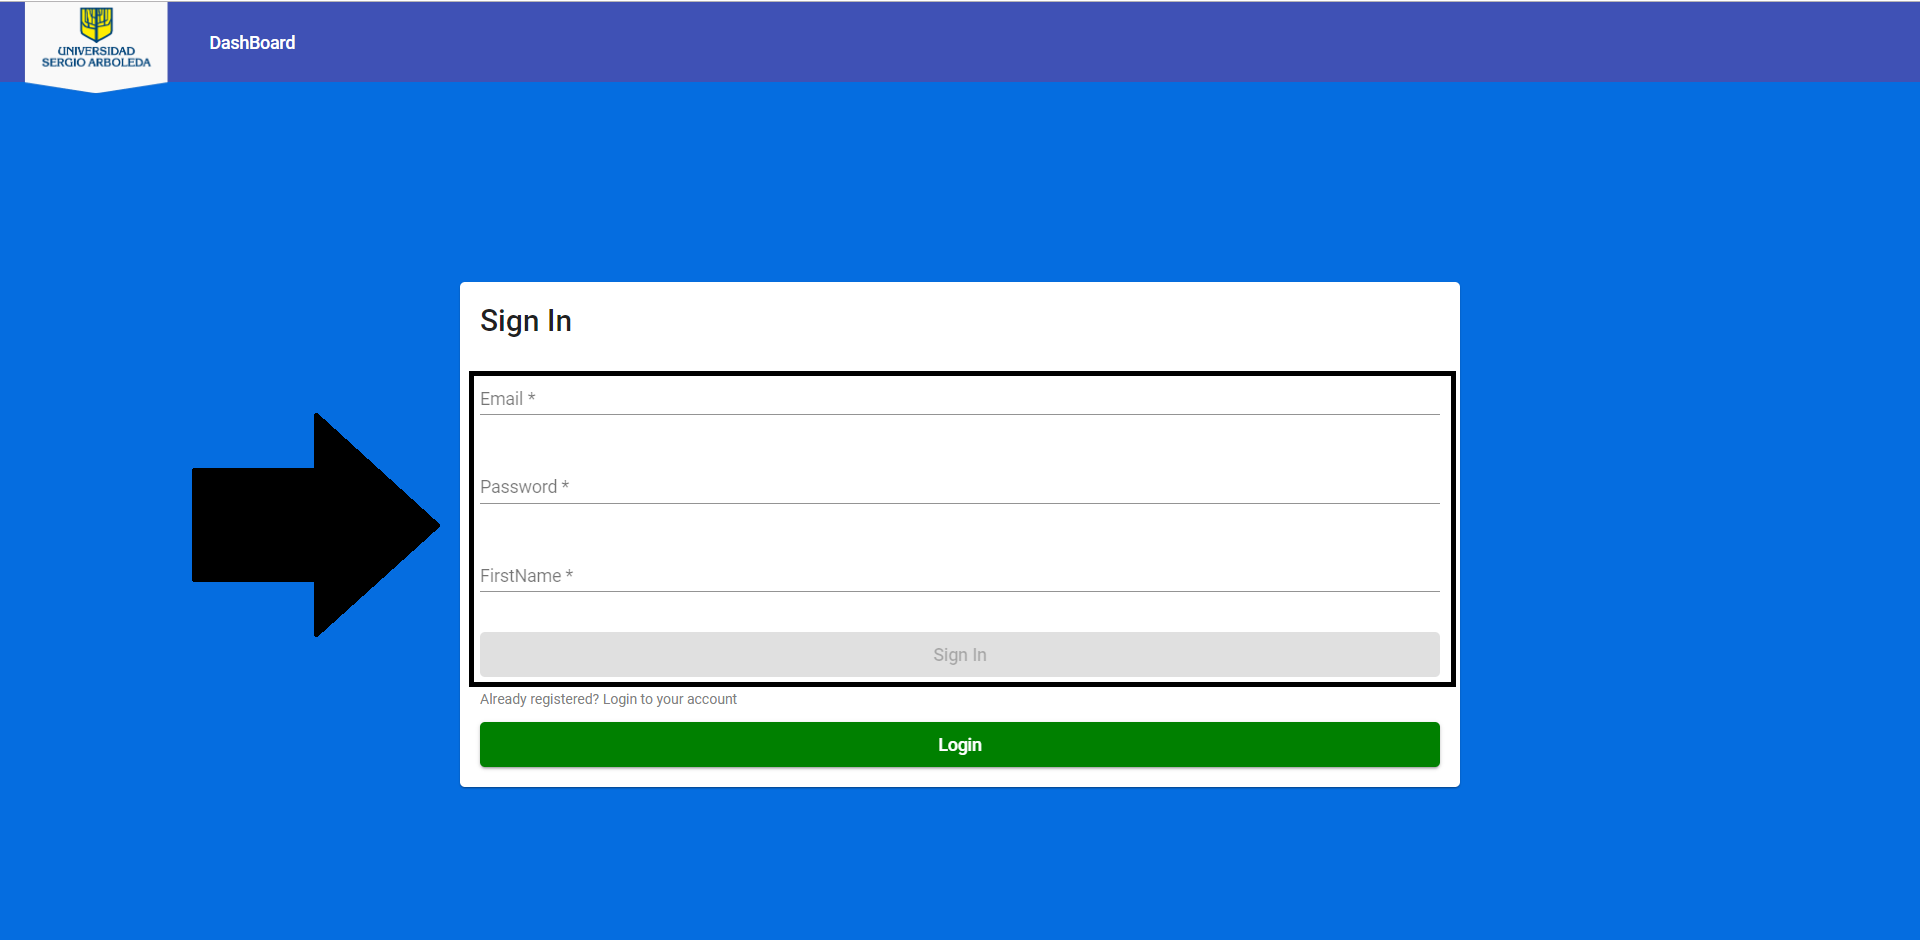 UNIVERSIDAD
SERGIO ARBOLEDA
DashBoard
Sign In
Email *
Password *
FirstName *
Sign In
Already registered? Login to your account
Login